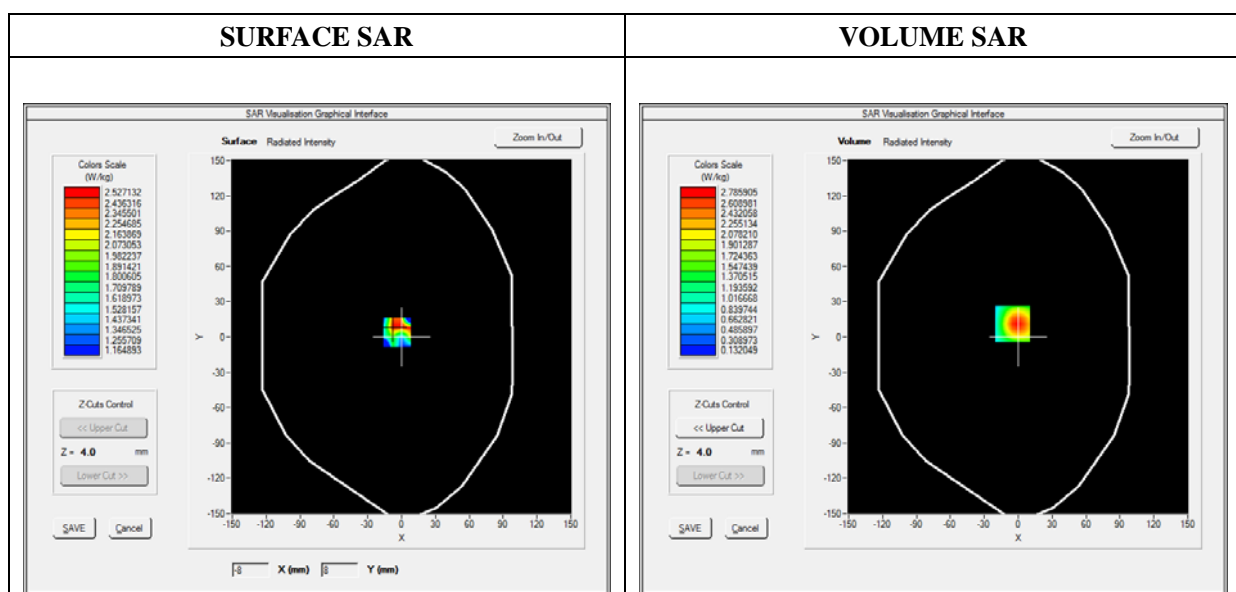 SURFACE SAR
VOLUME SAR
SAR Visualisation Graphical Interface
Surface Radiated Intensity
Zoom In/Out
Colors Scale
(W/kg)
2.527132
2.436316
2.345501
2.254685
2.163869
2.073053
1.982237
1.891421
1.800605
1.709789
1.618973
1.528157
1.437341
1.346525
1.255709
1.164893
Z-Cuts Control
<< Upper Cut
Z = 4.0 mm
Lower Cut >>
SAVE Cancel
150
120
90
60
30
0
-30
-60
-90
-120
-150
Y
-150 -120 -90 -60 -30 0 30 60 90 120 150
X
-8 X (mm) 8 Y (mm)
SAR Visualisation Graphical Interface
Volume Radiated Intensity
Zoom In/Out
Colors Scale
(W/kg)
2.785905
2.608981
2.432058
2.255134
2.078210
1.901287
1.724363
1.547439
1.370515
1.193592
1.016668
0.839744
0.662821
0.485897
0.308973
0.132049
Z-Cuts Control
<< Upper Cut
Z = 4.0 mm
Lower Cut >>
SAVE Cancel
150
120
90
60
30
0
-30
-60
-90
-120
-150
Y
-150 -120 -90 -60 -30 0 30 60 90 120 150
X